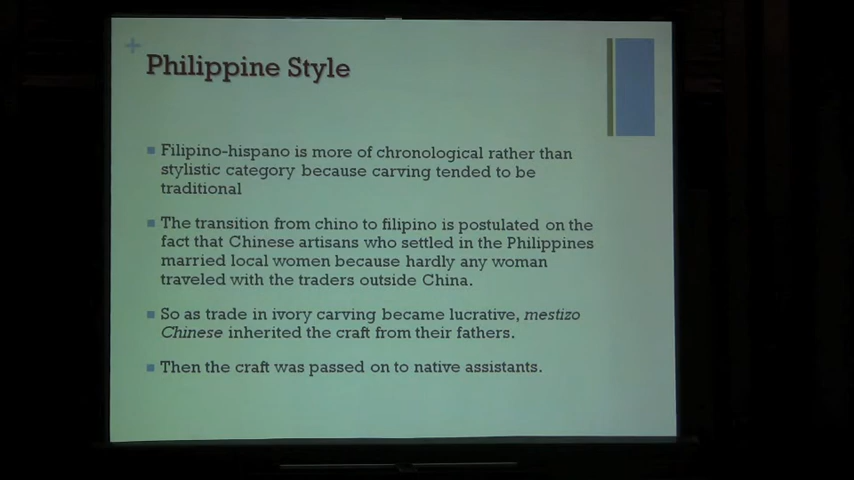 +
Philippine Style
Filipino-hispano is more of chronological rather than
stylistic category because carving tended to be
traditional
The transition from chino to filipino is postulated on the
fact that Chinese artisans who settled in the Philippines
married local women because hardly any woman
traveled with the traders outside China.
So as trade in ivory carving became lucrative, mestizo
Chinese inherited the craft from their fathers.
Then the craft was passed on to native assistants.